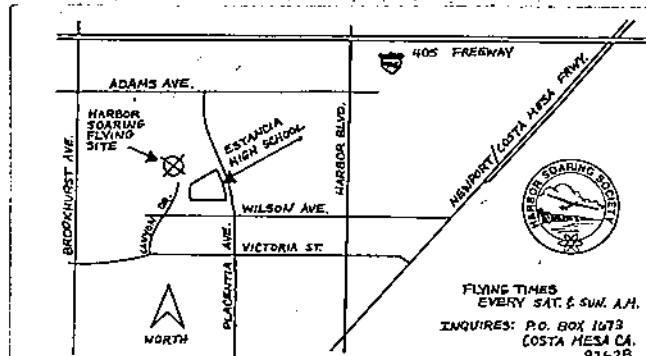 405 FREEWAY
ADAMS AVE.
HARBOR
SOARING
FLYING
SITE
ESTANCIA
HIGH SCHOOL
BROOKHURST AVE.
HARBOR BLVD.
NEWPORT/COSTA MESA FRWY.
CANYON DR.
WILSON AVE.
VICTORIA ST.
PLACENTIA AVE.
NORTH
HARBOR SOARING SOCIETY
FLYING TIMES
EVERY SAT. & SUN. A.M.
INQUIRES: P.O. BOX 1673
COSTA MESA CA.
92628